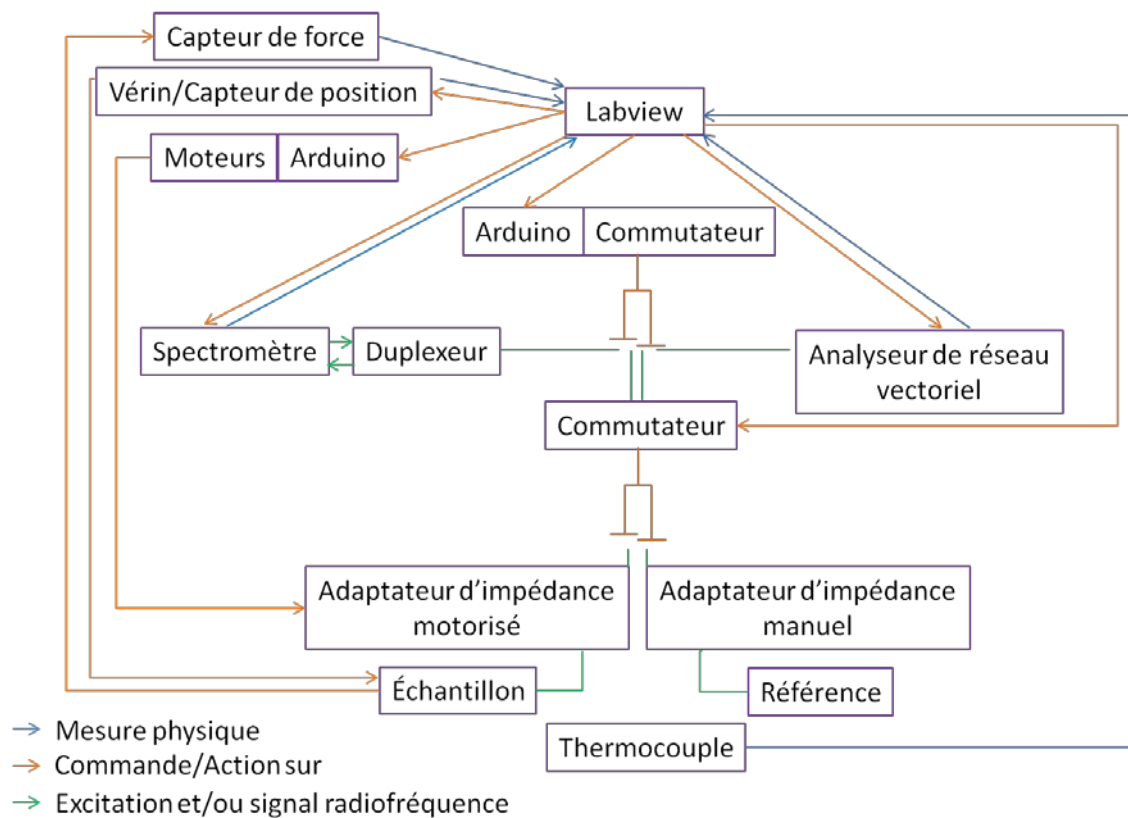 Capteur de force
Vérin/Capteur de position
Labview
Moteurs
Arduino
Arduino
Commutateur
Spectromètre
Duplexeur
Analyseur de réseau
vectoriel
Commutateur
Adaptateur d'impédance
motorisé
Adaptateur d'impédance
manuel
Échantillon
Référence
Thermocouple
Mesure physique
Commande/Action sur
Excitation et/ou signal radiofréquence